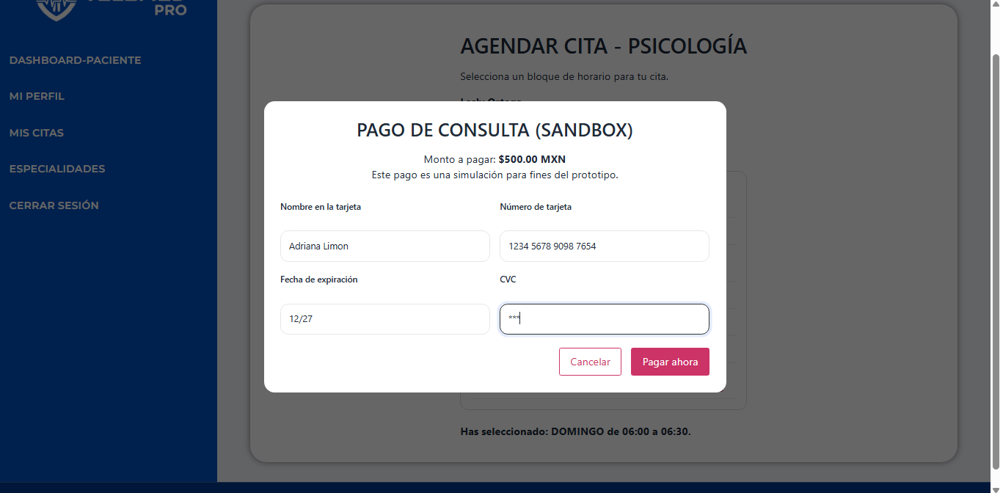 PRO
DASHBOARD-PACIENTE
MI PERFIL
MIS CITAS
ESPECIALIDADES
CERRAR SESIÓN
AGENDAR CITA - PSICOLOGÍA
Selecciona un bloque de horario para tu cita.
PAGO DE CONSULTA (SANDBOX)
Monto a pagar: $500.00 MXN
Este pago es una simulación para fines del prototipo.
Nombre en la tarjeta
Número de tarjeta
Adriana Limon
1234 5678 9098 7654
Fecha de expiración
CVC
12/27
***
Cancelar
Pagar ahora
Has seleccionado: DOMINGO de 06:00 a 06:30.